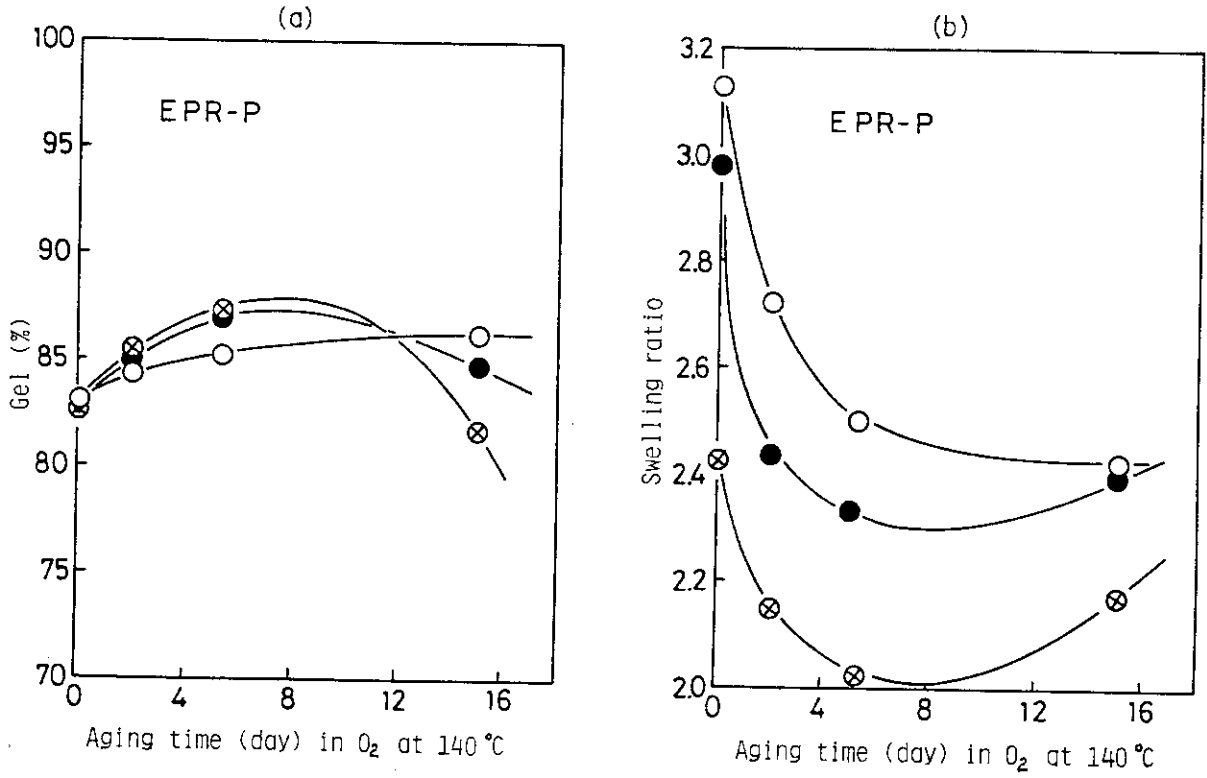 (a)
100
95
90
85
80
75
70
Gel (%)
EPR-P
0 4 8 12 16
Aging time (day) in O₂ at 140 °C
(b)
3.2
3.0
2.8
2.6
2.4
2.2
2.0
Swelling ratio
EPR-P
0 4 8 12 16
Aging time (day) in O₂ at 140 °C